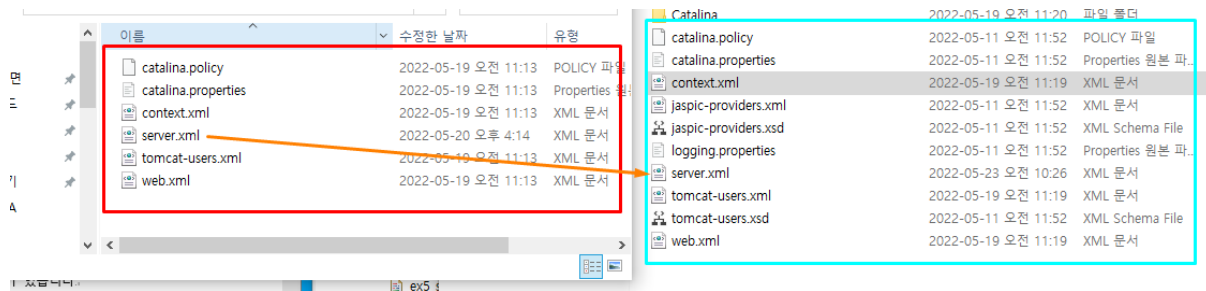 이름 수정한 날짜 유형
catalina.policy 2022-05-19 오전 11:13 POLICY 파일
catalina.properties 2022-05-19 오전 11:13 Properties 원
context.xml 2022-05-19 오전 11:13 XML 문서
server.xml 2022-05-20 오후 4:14 XML 문서
tomcat-users.xml 2022-05-19 오전 11:13 XML 문서
web.xml 2022-05-19 오전 11:13 XML 문서
면
드
기
A
Catalina 2022-05-19 오전 11:20 파일 폴더
catalina.policy 2022-05-11 오전 11:52 POLICY 파일
catalina.properties 2022-05-11 오전 11:52 Properties 원본 파...
context.xml 2022-05-19 오전 11:19 XML 문서
jaspic-providers.xml 2022-05-11 오전 11:52 XML 문서
jaspic-providers.xsd 2022-05-11 오전 11:52 XML Schema File
logging.properties 2022-05-11 오전 11:52 Properties 원본 파...
server.xml 2022-05-23 오전 10:26 XML 문서
tomcat-users.xml 2022-05-19 오전 11:19 XML 문서
tomcat-users.xsd 2022-05-11 오전 11:52 XML Schema File
web.xml 2022-05-19 오전 11:19 XML 문서
있습니다.
ex5